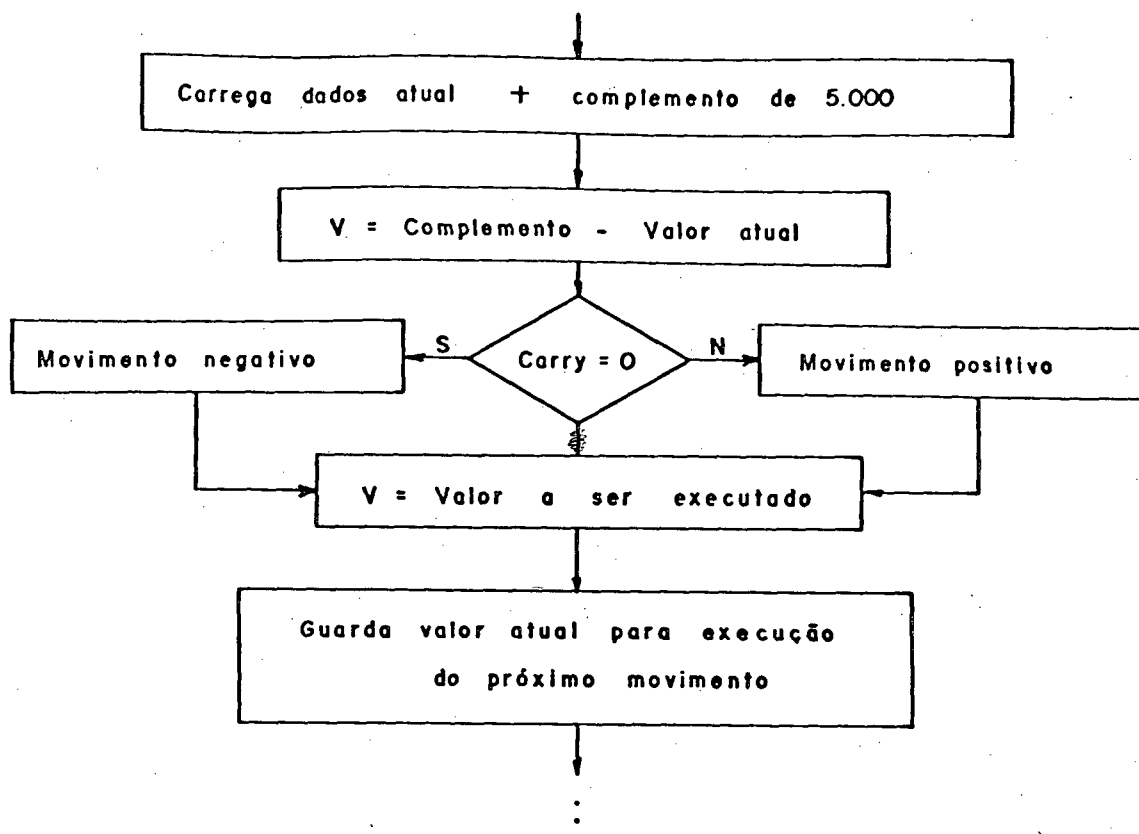 Carrega dados atual + complemento de 5.000
V = Complemento - Valor atual
Carry = 0
S
N
Movimento negativo
Movimento positivo
V = Valor a ser executado
Guarda valor atual para execução
do próximo movimento